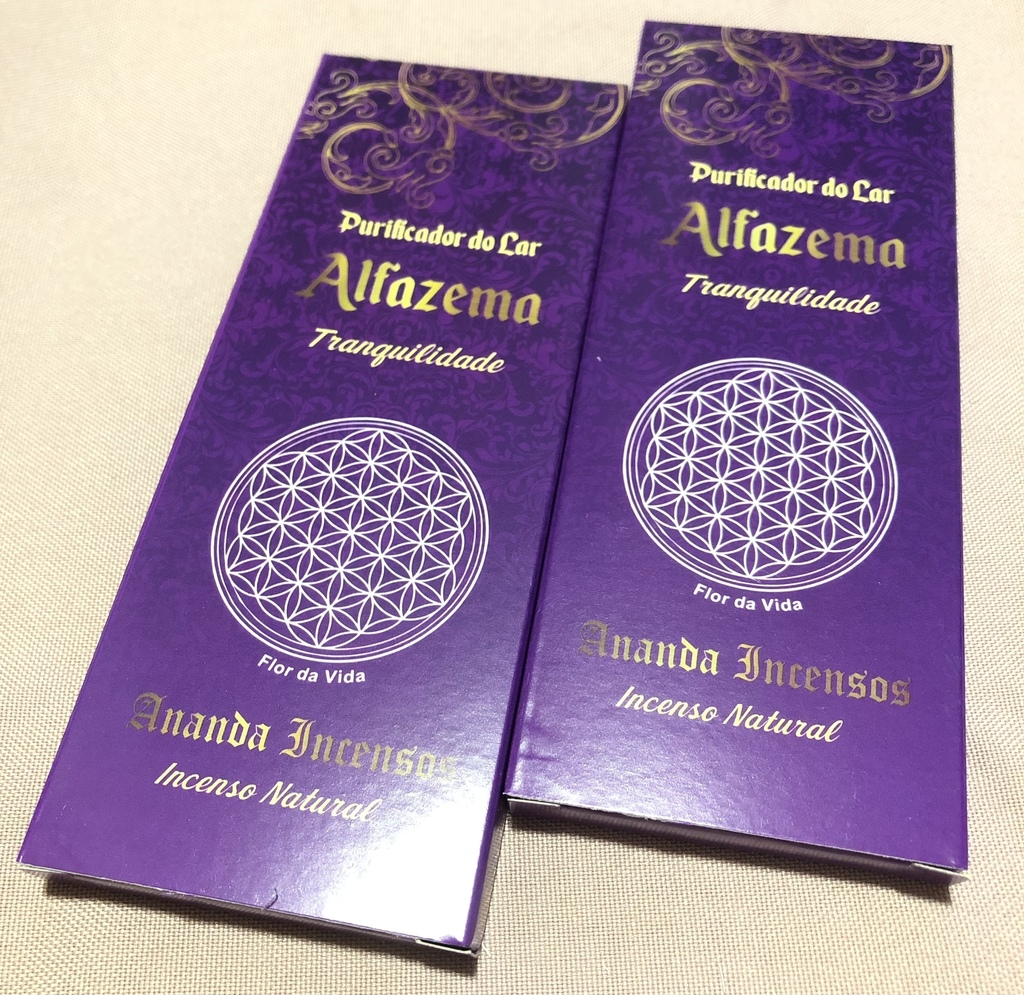 Purificador do Lar
Alfazema
Tranquilidade
Flor da Vida
Ananda Incensos
Incenso Natural
Purificador do Lar
Alfazema
Tranquilidade
Flor da Vida
Ananda Incensos
Incenso Natural